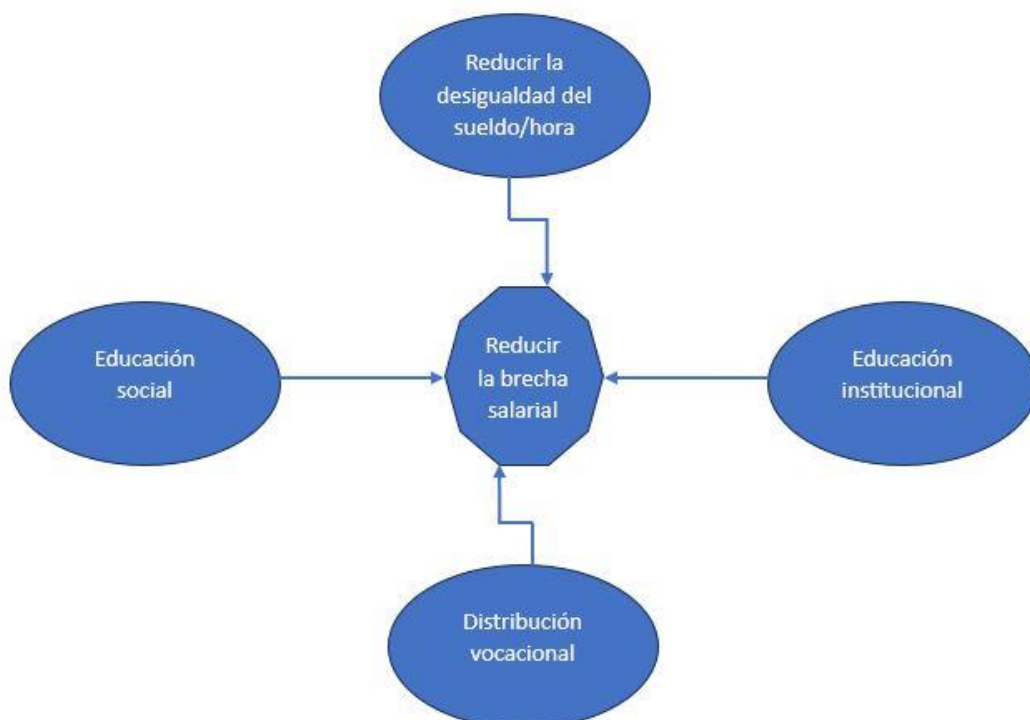 Reducir la
desigualdad del
sueldo/hora
Educación
social
Reducir
la brecha
salarial
Educación
institucional
Distribución
vocacional